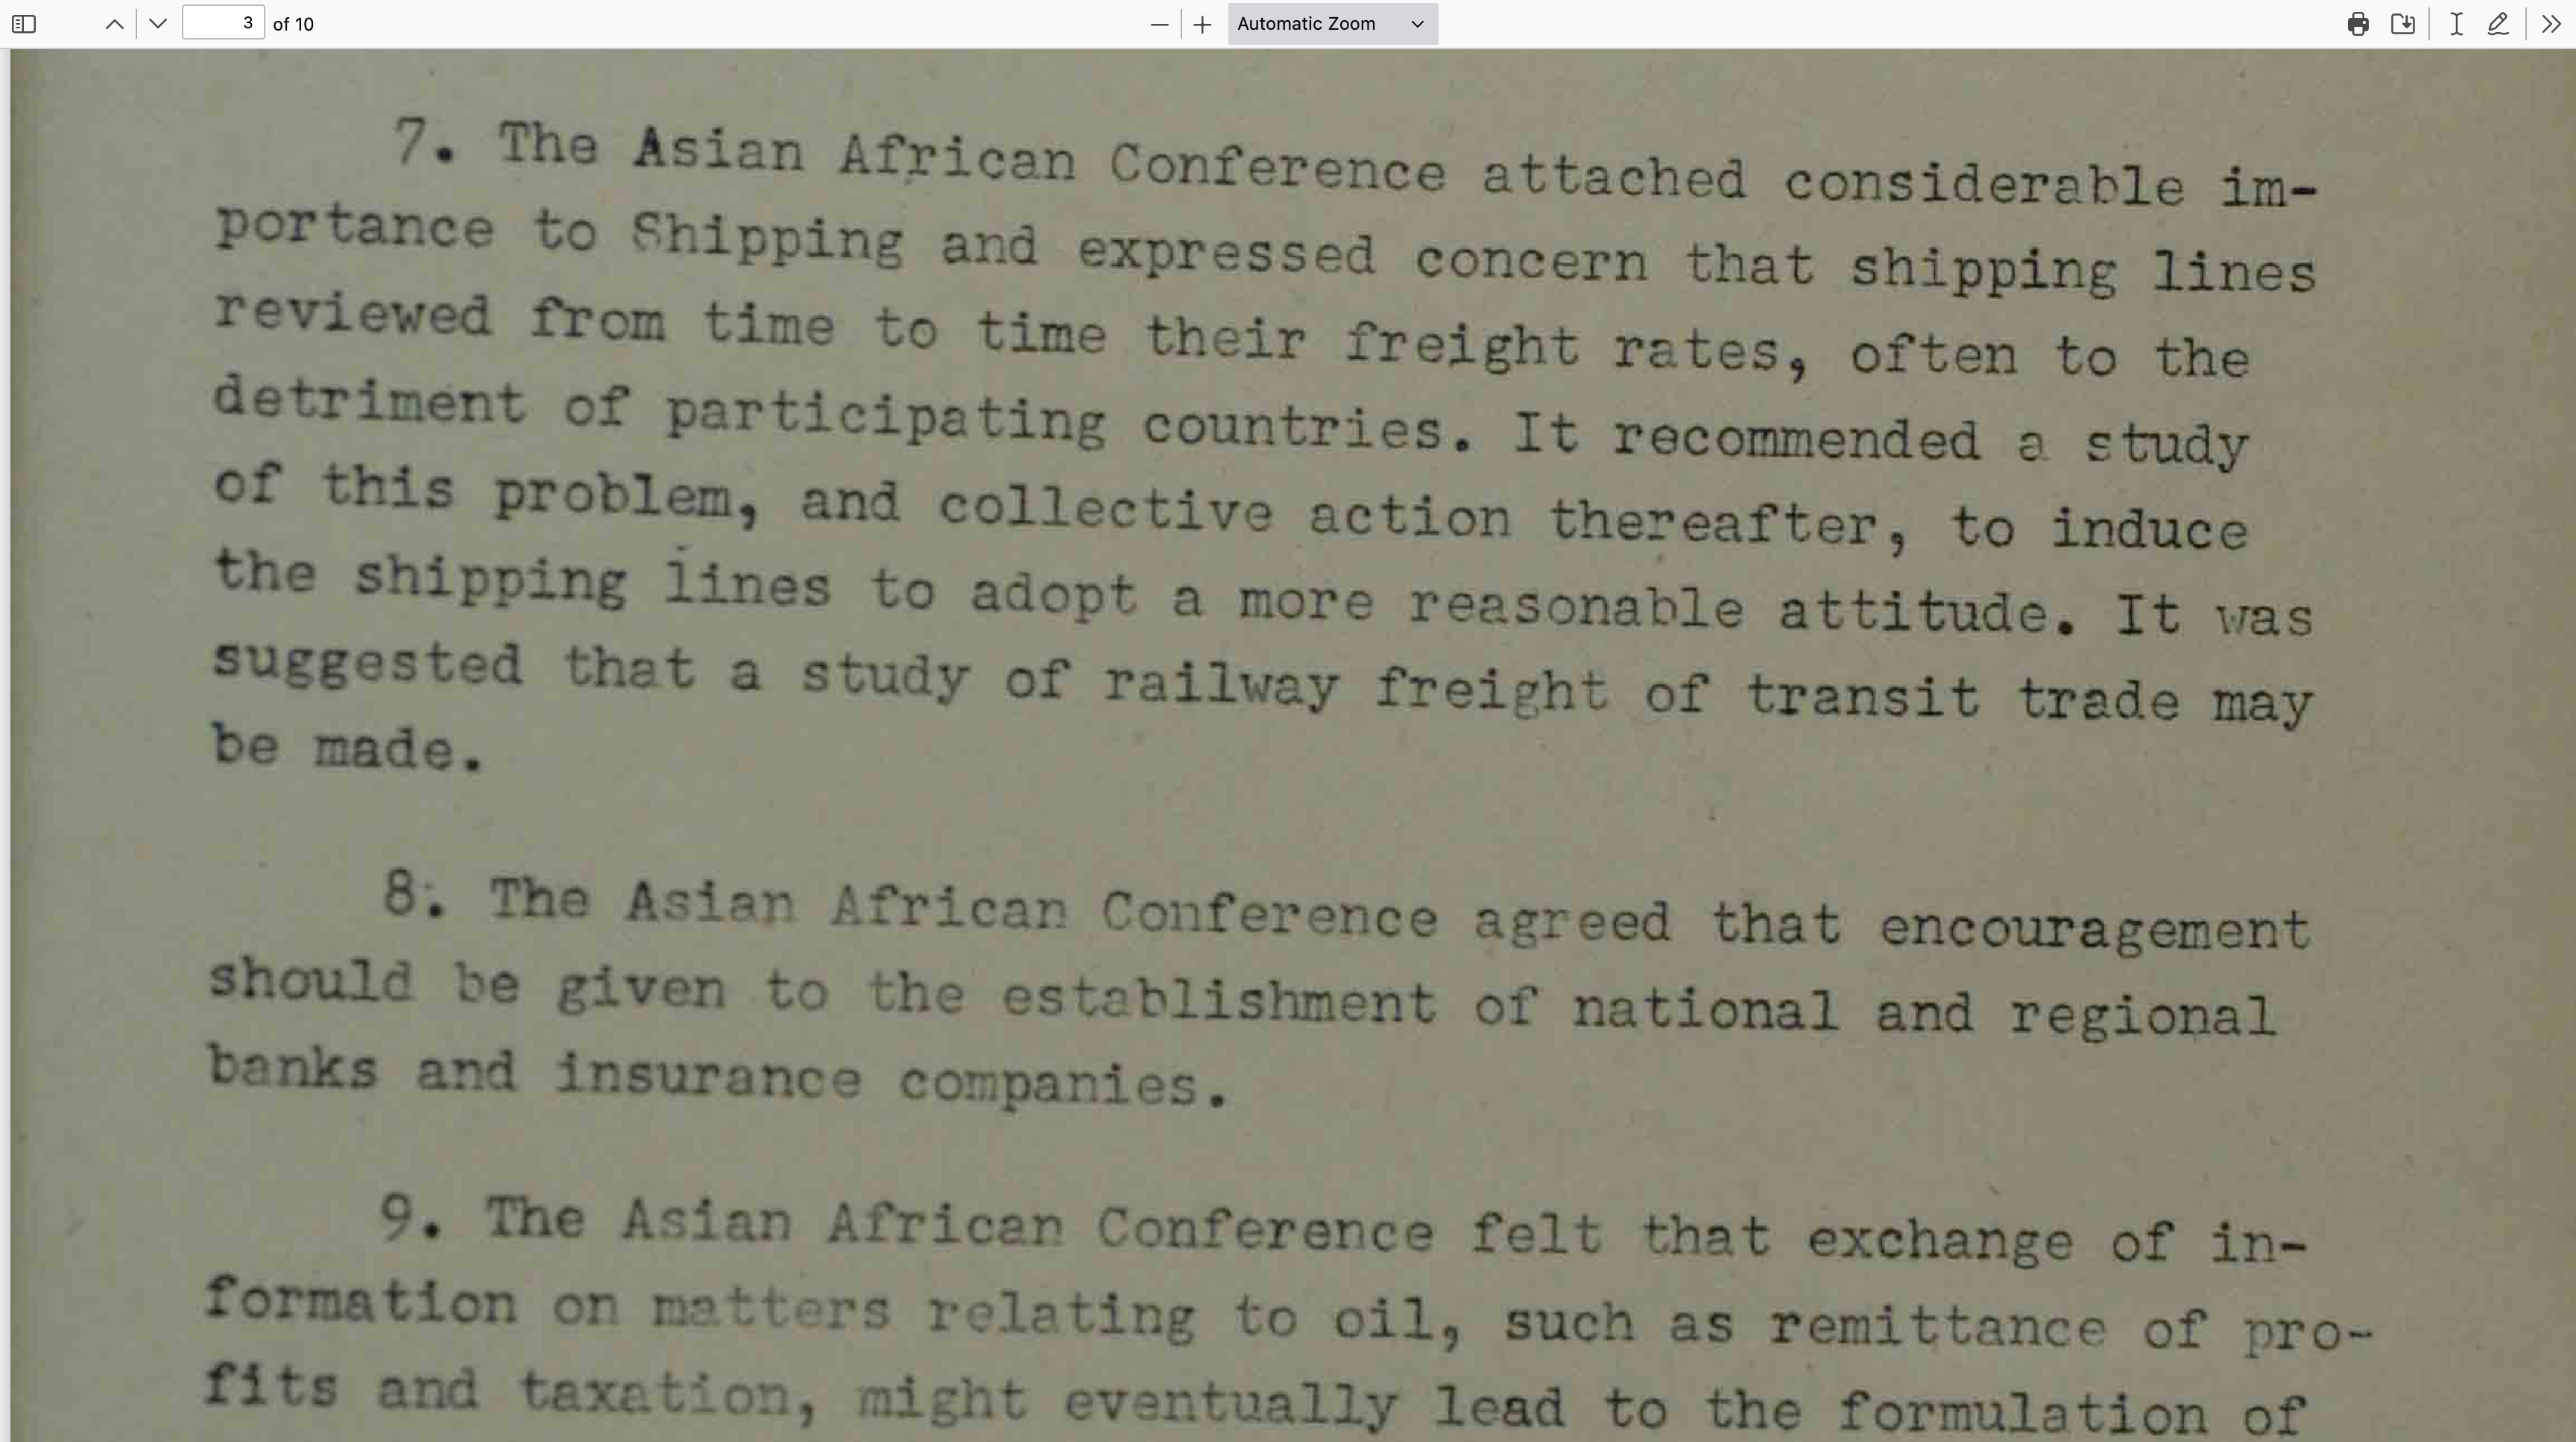 3 of 10 Automatic Zoom
7. The Asian African Conference attached considerable im-
portance to Shipping and expressed concern that shipping lines
reviewed from time to time their freight rates, often to the
detriment of participating countries. It recommended a study
of this problem, and collective action thereafter, to induce
the shipping lines to adopt a more reasonable attitude. It was
suggested that a study of railway freight of transit trade may
be made.
8. The Asian African Conference agreed that encouragement
should be given to the establishment of national and regional
banks and insurance companies.
9. The Asian African Conference felt that exchange of in-
formation on matters relating to oil, such as remittance of pro-
fits and taxation, might eventually lead to the formulation of